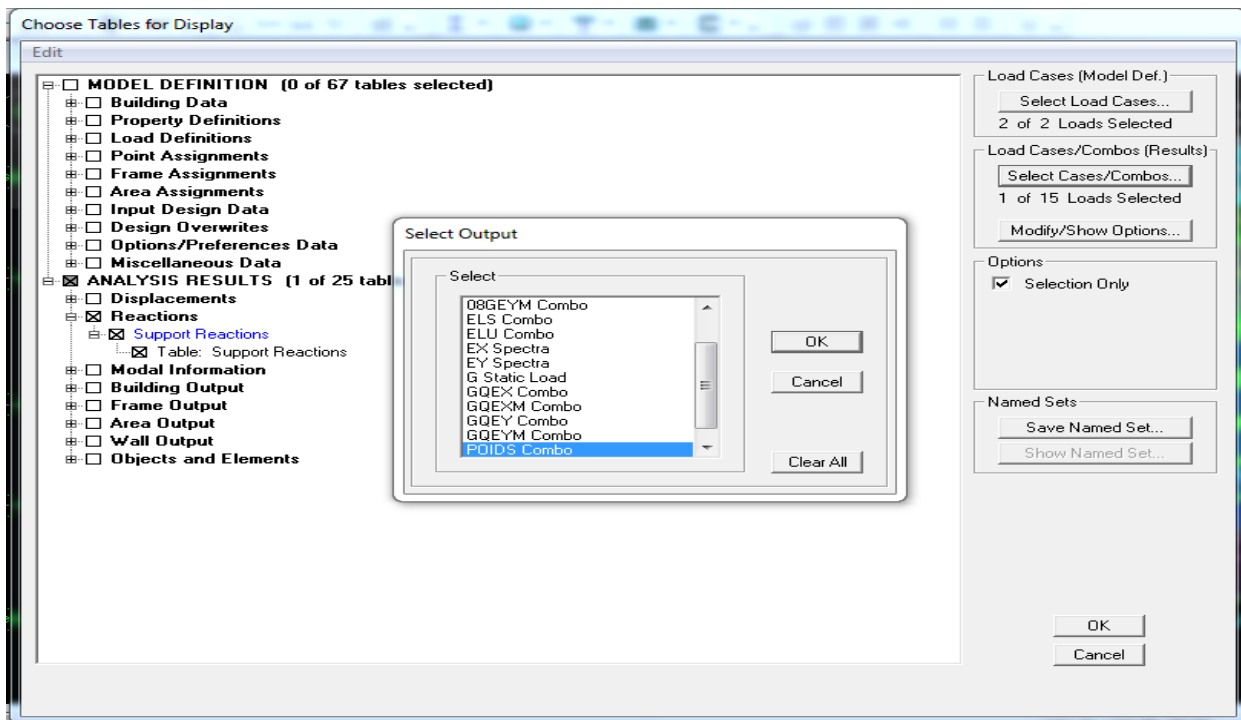 Choose Tables for Display
Edit
MODEL DEFINITION (0 of 67 tables selected)
Building Data
Property Definitions
Load Definitions
Point Assignments
Frame Assignments
Area Assignments
Input Design Data
Design Overwrites
Options/Preferences Data
Miscellaneous Data
ANALYSIS RESULTS (1 of 25 tabl
Displacements
Reactions
Support Reactions
Table: Support Reactions
Modal Information
Building Output
Frame Output
Area Output
Wall Output
Objects and Elements
Select Output
Select
08GEYM Combo
ELS Combo
ELU Combo
EX Spectra
EY Spectra
G Static Load
GQEX Combo
GQEXM Combo
GQEY Combo
GQEYM Combo
POIDS Combo
OK
Cancel
Clear All
Load Cases (Model Def.)
Select Load Cases...
2 of 2 Loads Selected
Load Cases/Combos (Results)
Select Cases/Combos...
1 of 15 Loads Selected
Modify/Show Options...
Options
Selection Only
Named Sets
Save Named Set...
Show Named Set...
OK
Cancel